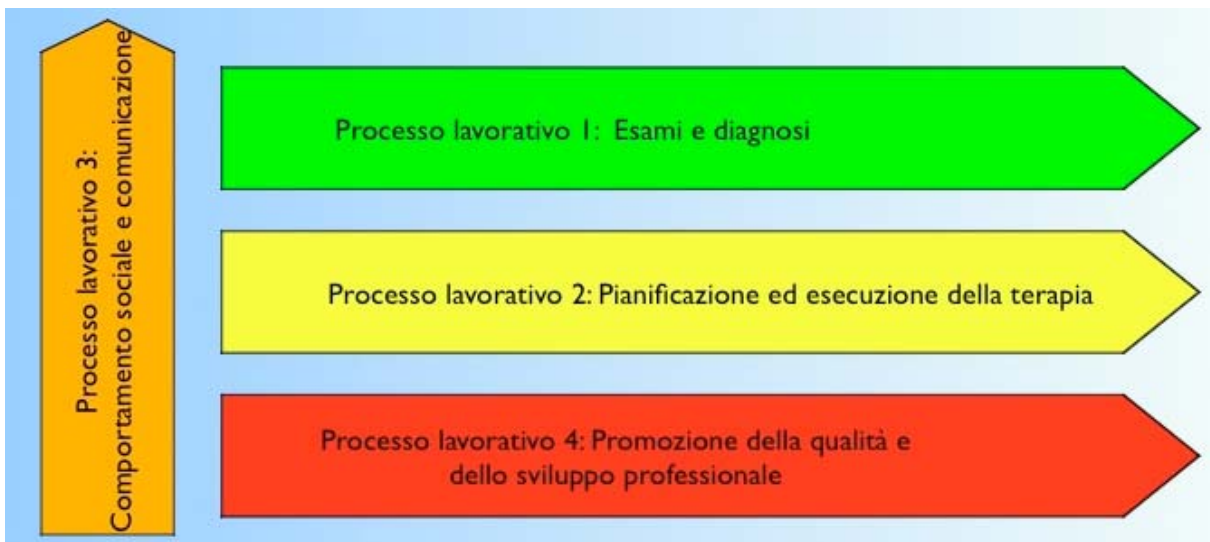 Processo lavorativo 3:
Comportamento sociale e comunicazione
Processo lavorativo 1: Esami e diagnosi
Processo lavorativo 2: Pianificazione ed esecuzione della terapia
Processo lavorativo 4: Promozione della qualità e
dello sviluppo professionale